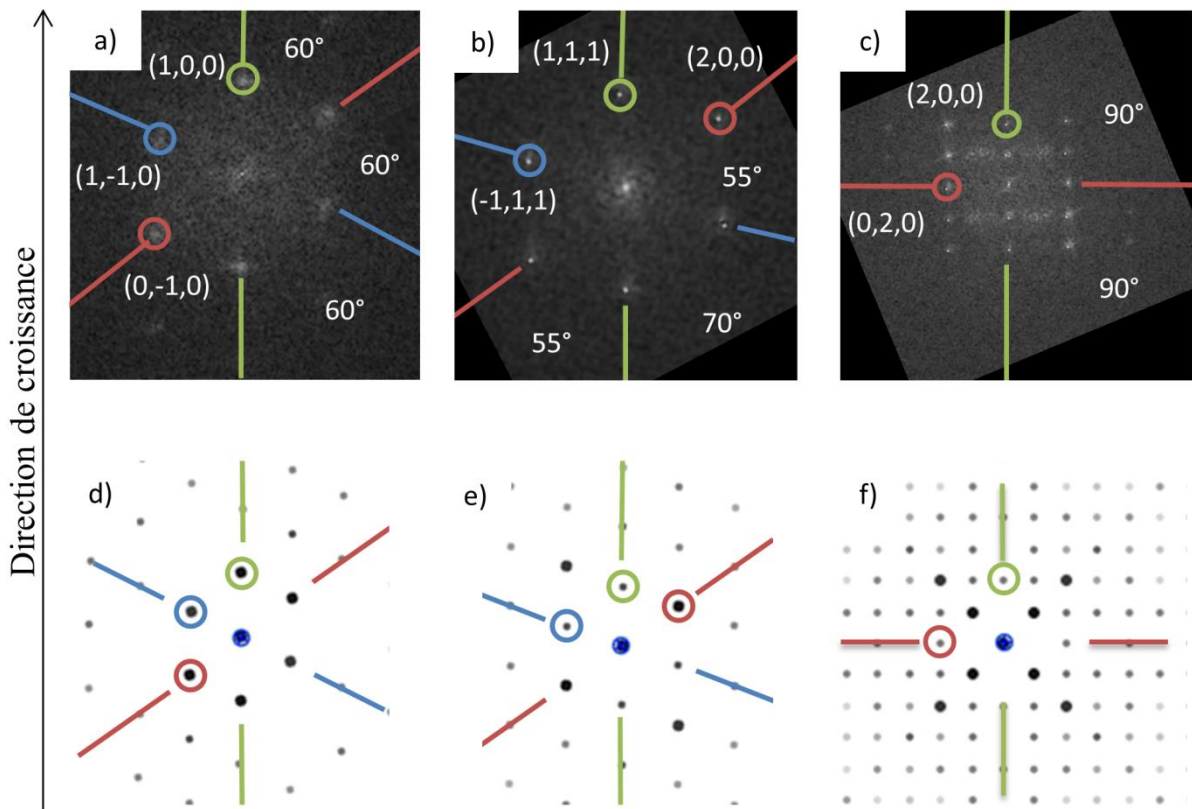 Direction de croissance
a)
(1,0,0)
60°
60°
(1,-1,0)
(0,-1,0)
60°
b)
(1,1,1)
(2,0,0)
(-1,1,1)
55°
70°
55°
c)
(2,0,0)
90°
(0,2,0)
90°
d)
e)
f)